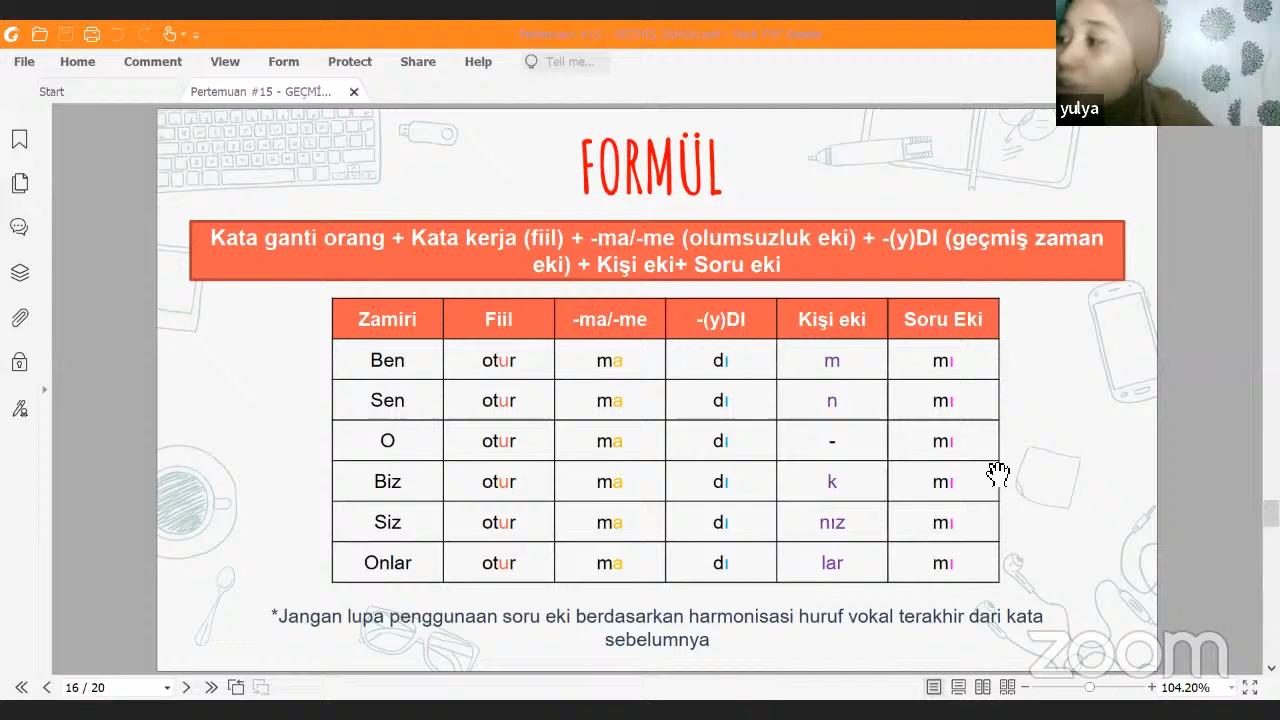 File Home Comment View Form Protect Share Help Tell me...
Start Pertemuan #15 - GEÇMİ...
yulya
FORMÜL
Kata ganti orang + Kata kerja (fiil) + -ma/-me (olumsuzluk eki) + -(y)DI (geçmiş zaman
eki) + Kişi eki+ Soru eki
Zamiri Fiil -ma/-me -(y)DI Kişi eki Soru Eki
Ben otur ma dı m mı
Sen otur ma dı n mı
O otur ma dı - mı
Biz otur ma dı k mı
Siz otur ma dı nız mı
Onlar otur ma dı lar mı
*Jangan lupa penggunaan soru eki berdasarkan harmonisasi huruf vokal terakhir dari kata
sebelumnya
zoom
16 / 20 104.20%